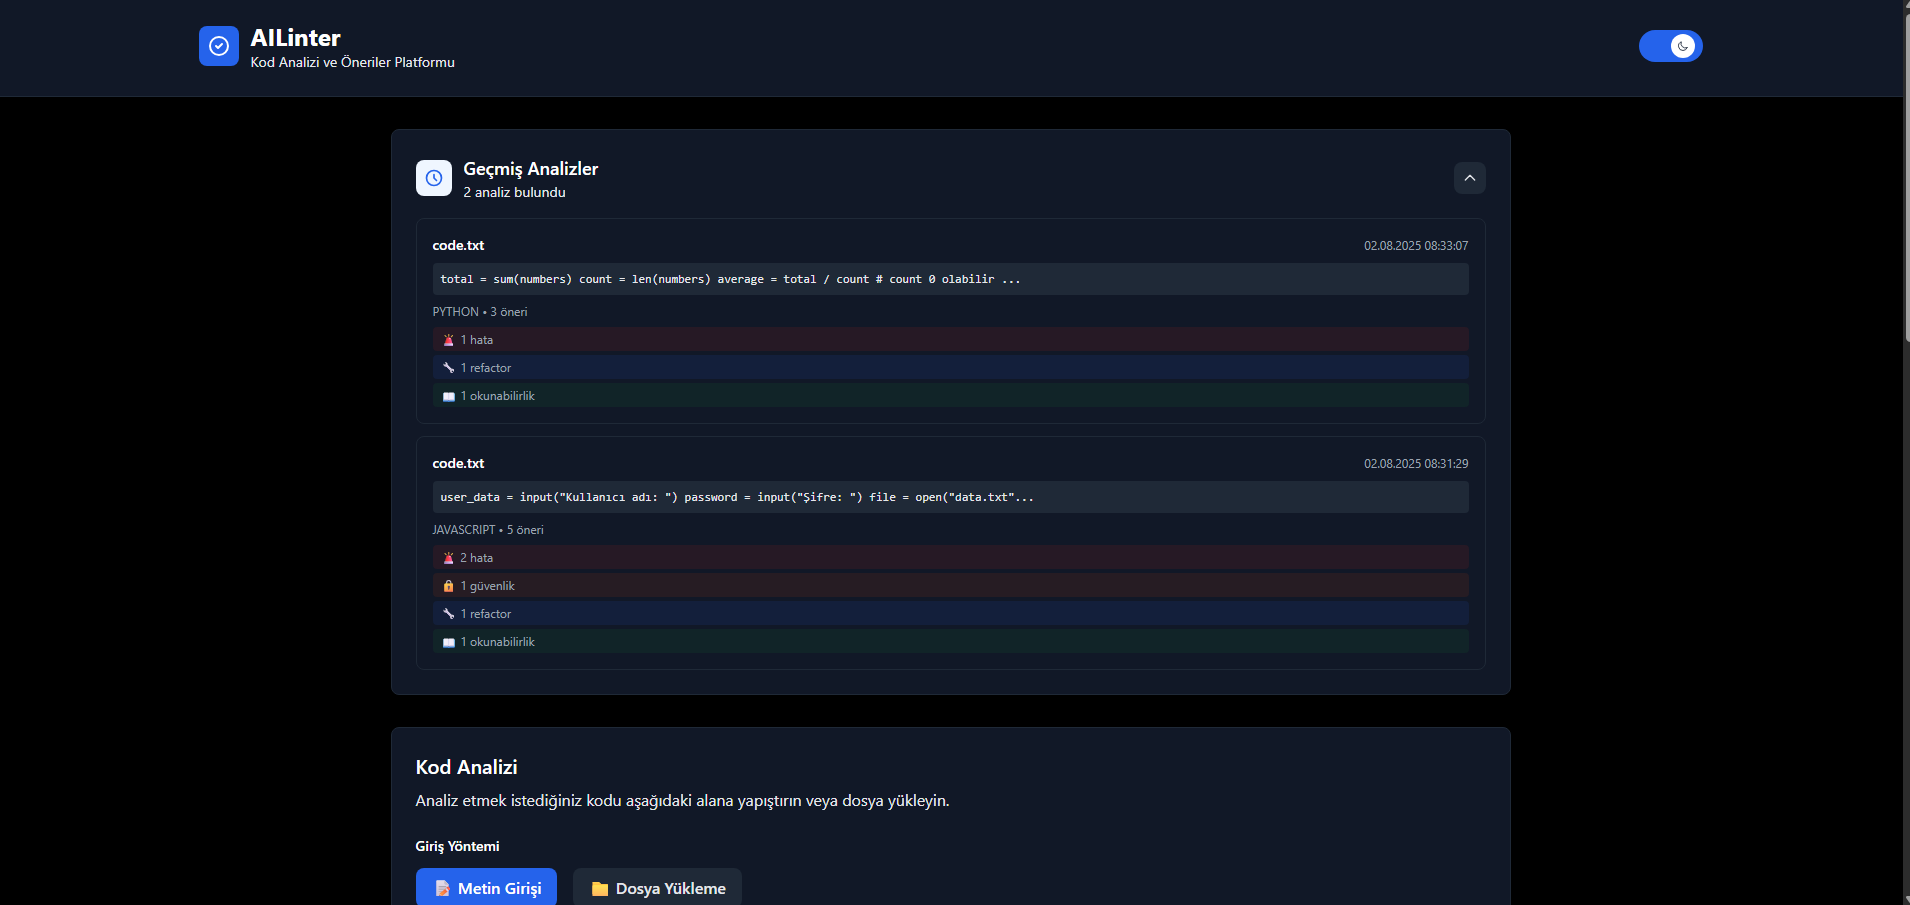 AILinter
Kod Analizi ve Öneriler Platformu
Geçmiş Analizler
2 analiz bulundu
code.txt
02.08.2025 08:33:07
total = sum(numbers) count = len(numbers) average = total / count # count 0 olabilir ...
PYTHON • 3 öneri
1 hata
1 refactor
1 okunabilirlik
code.txt
02.08.2025 08:31:29
user_data = input("Kullanıcı adı: ") password = input("Şifre: ") file = open("data.txt"...
JAVASCRIPT • 5 öneri
2 hata
1 güvenlik
1 refactor
1 okunabilirlik
Kod Analizi
Analiz etmek istediğiniz kodu aşağıdaki alana yapıştırın veya dosya yükleyin.
Giriş Yöntemi
Metin Girişi
Dosya Yükleme